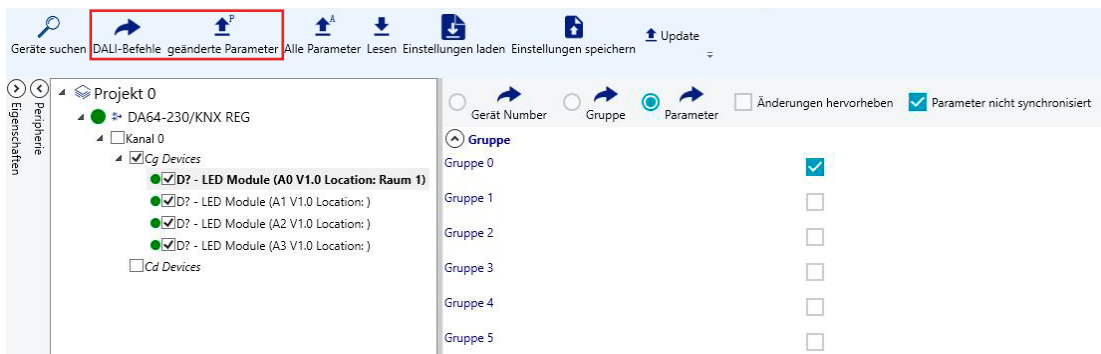 Geräte suchen DALI-Befehle geänderte Parameter Alle Parameter Lesen Einstellungen laden Einstellungen speichern Update
P
A
Eigenschaften
Peripherie
Projekt 0
DA64-230/KNX REG
Kanal 0
Cg Devices
D? - LED Module (A0 V1.0 Location: Raum 1)
D? - LED Module (A1 V1.0 Location: )
D? - LED Module (A2 V1.0 Location: )
D? - LED Module (A3 V1.0 Location: )
Cd Devices
Gerät Number Gruppe Parameter Änderungen hervorheben Parameter nicht synchronisiert
Gruppe
Gruppe 0
Gruppe 1
Gruppe 2
Gruppe 3
Gruppe 4
Gruppe 5